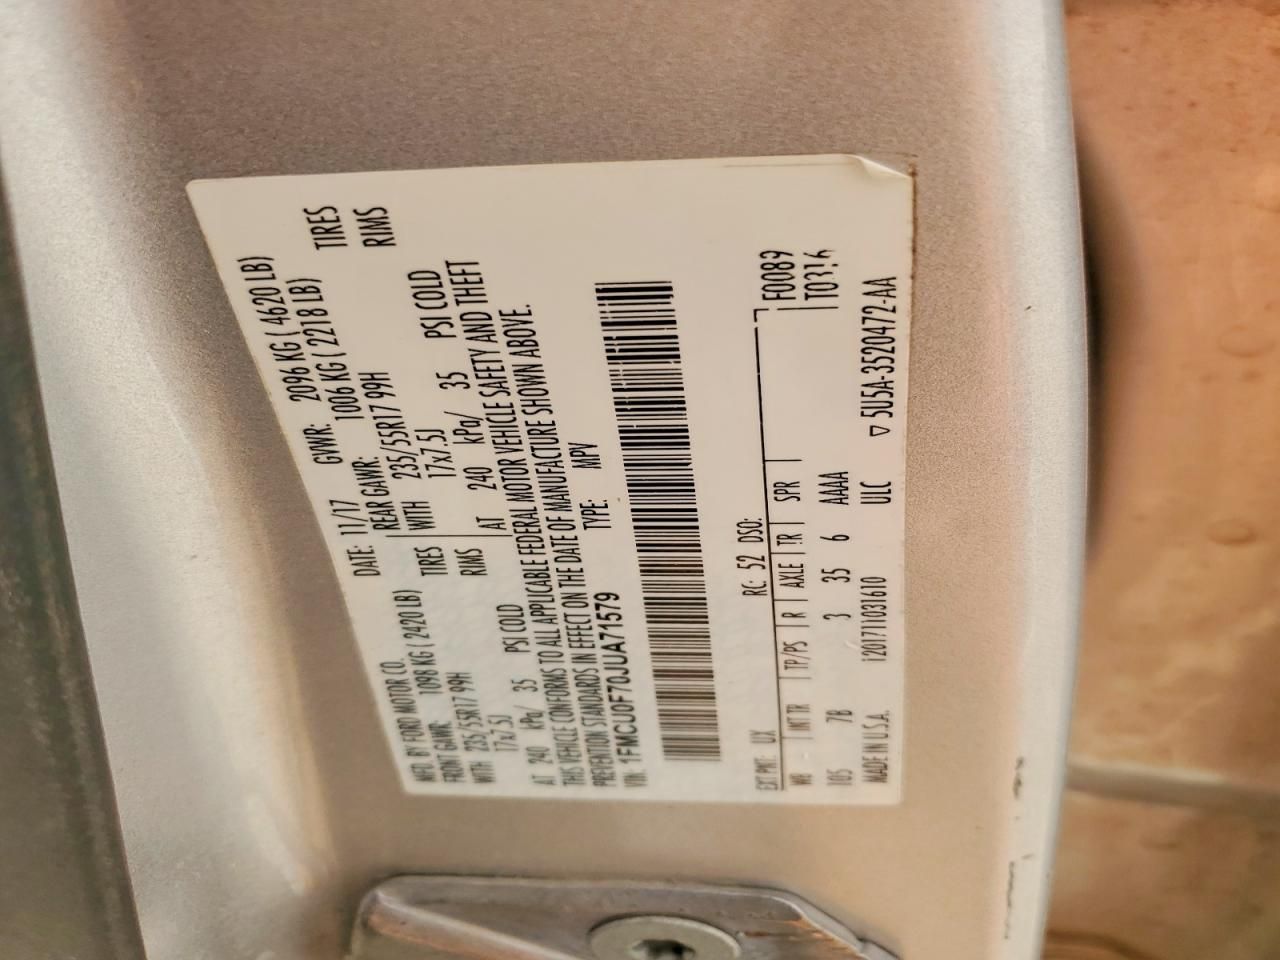 MFD. BY FORD MOTOR CO. DATE: 11/17 GVWR: 2096 KG ( 4620 LB)
FRONT GAWR: 1098 KG ( 2420 LB) REAR GAWR: 1006 KG ( 2218 LB)
WITH 235/55R17 99H TIRES WITH 235/55R17 99H TIRES
17x7.5J RIMS 17x7.5J RIMS
AT 240 kPa/ 35 PSI COLD AT 240 kPa/ 35 PSI COLD
THIS VEHICLE CONFORMS TO ALL APPLICABLE FEDERAL MOTOR VEHICLE SAFETY AND THEFT
PREVENTION STANDARDS IN EFFECT ON THE DATE OF MANUFACTURE SHOWN ABOVE.
VIN: 1FMCU0F70JUA71579 TYPE: MPV
EXT PNT: UX RC: 52 DSO: F0089
WB INT TR TP/PS R AXLE TR SPR T0316
105 7B 3 35 6 AAAA
MADE IN U.S.A. i201711031610 ULC ▽ 5U5A-3520472-AA